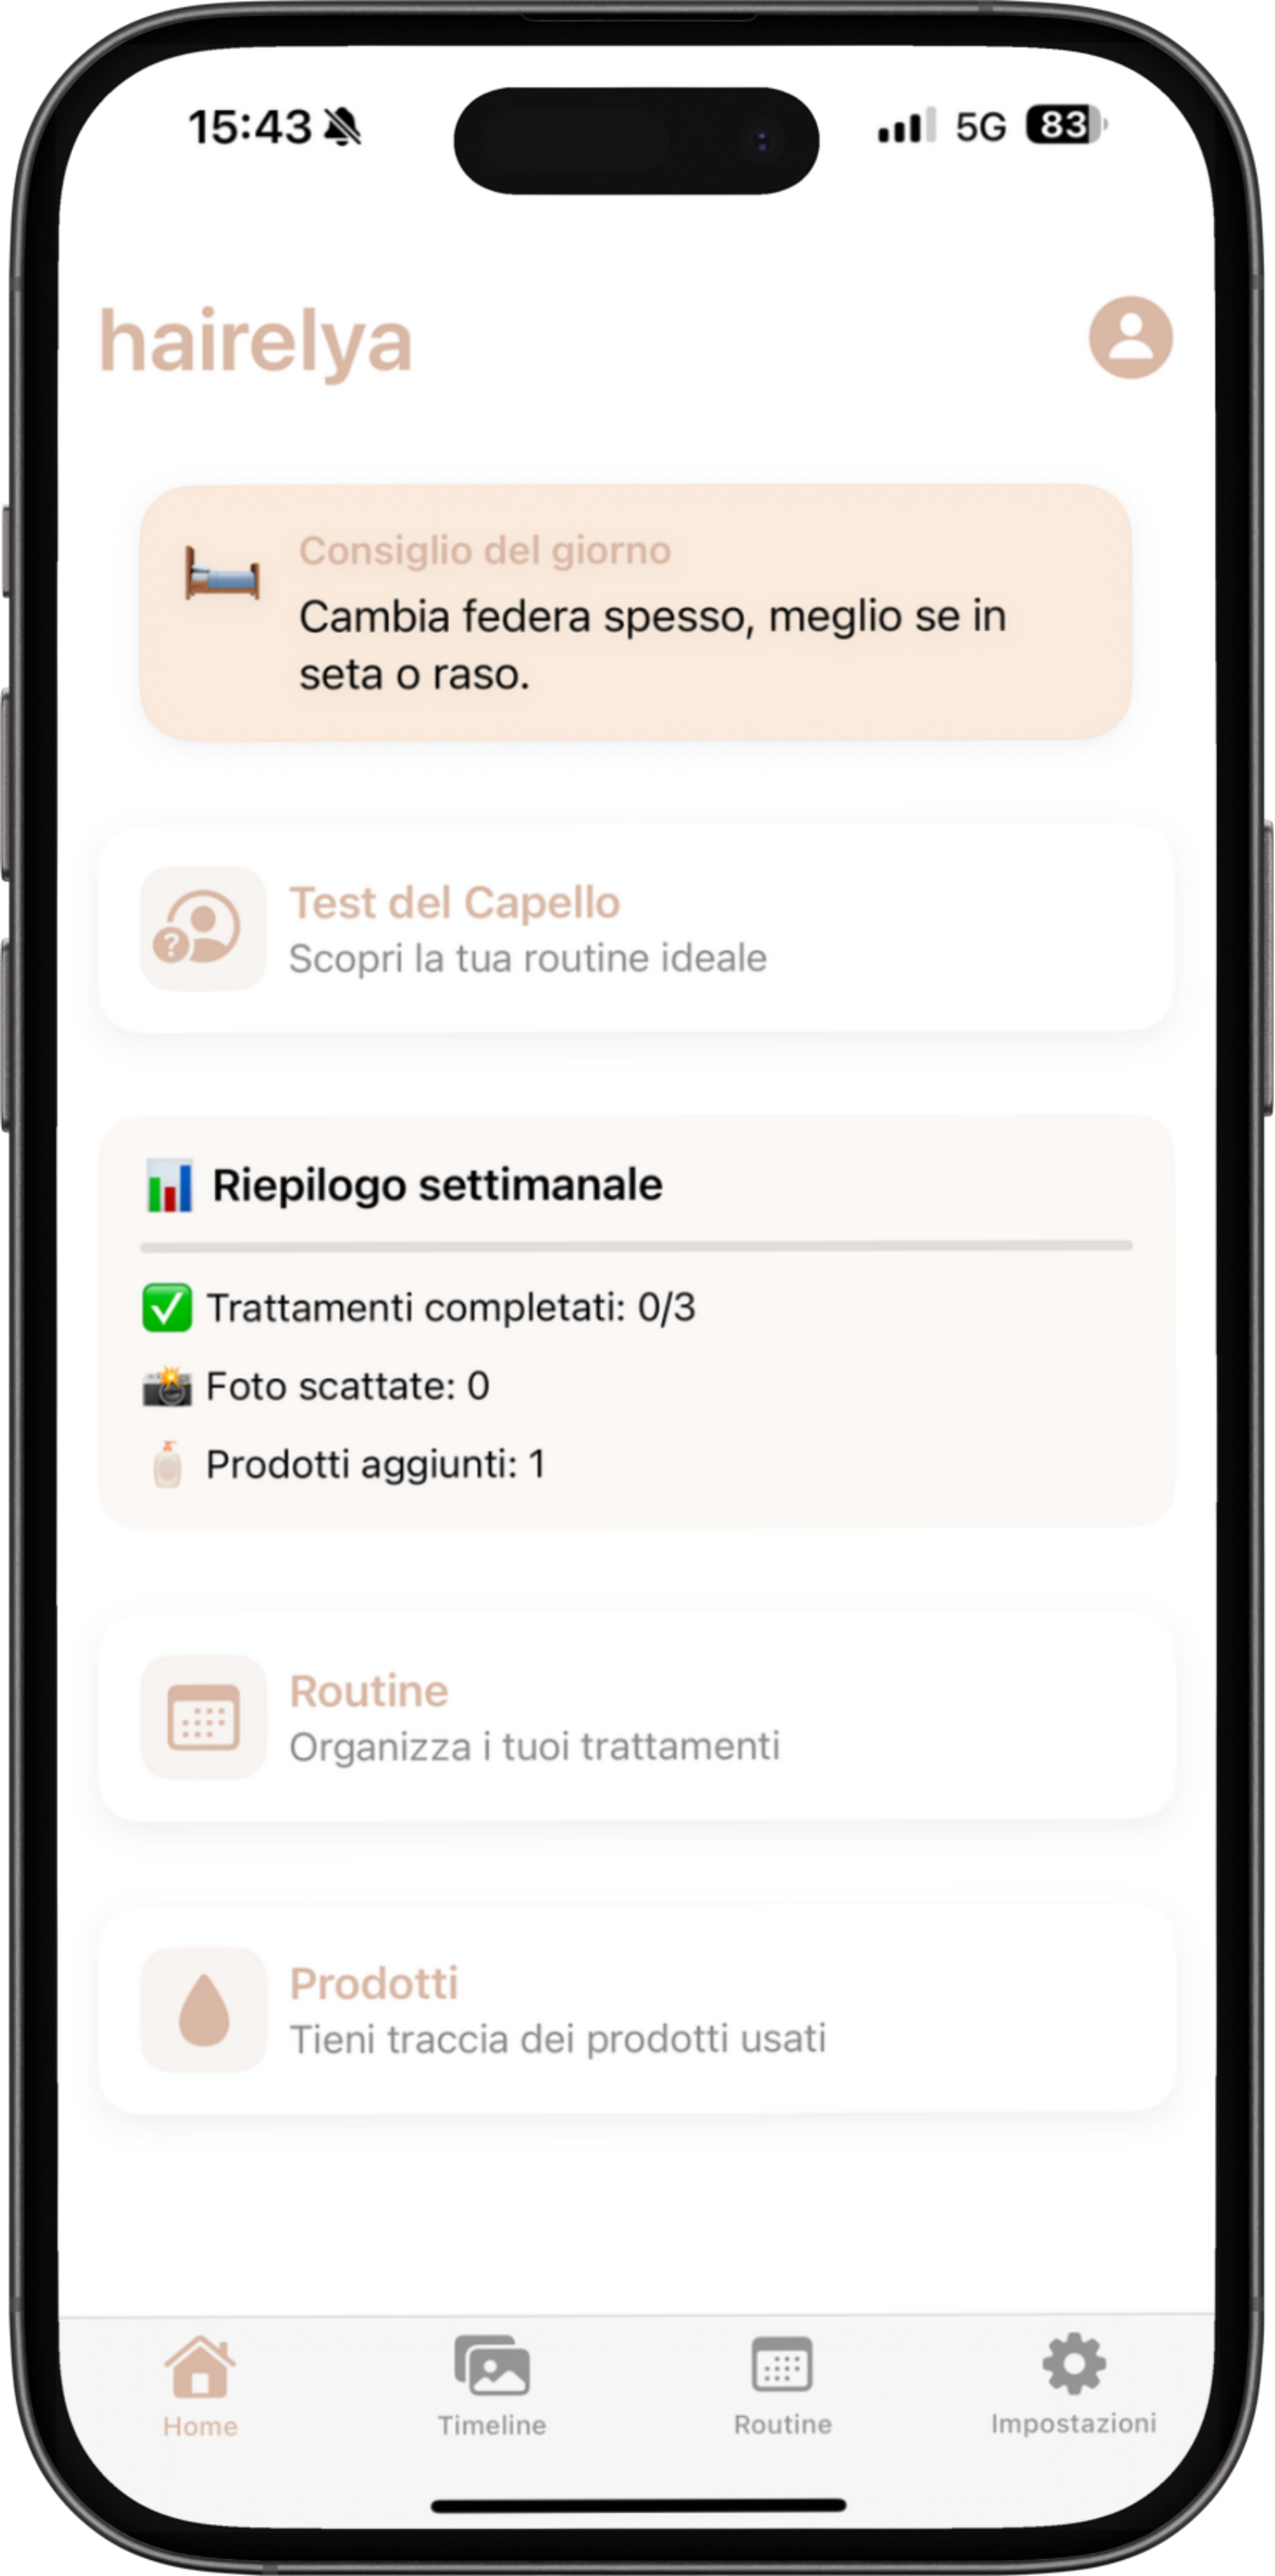 15:43
5G 83
hairelya
Consiglio del giorno
Cambia federa spesso, meglio se in
seta o raso.
?
Test del Capello
Scopri la tua routine ideale
Riepilogo settimanale
Trattamenti completati: 0/3
Foto scattate: 0
Prodotti aggiunti: 1
Routine
Organizza i tuoi trattamenti
Prodotti
Tieni traccia dei prodotti usati
Home
Timeline
Routine
Impostazioni